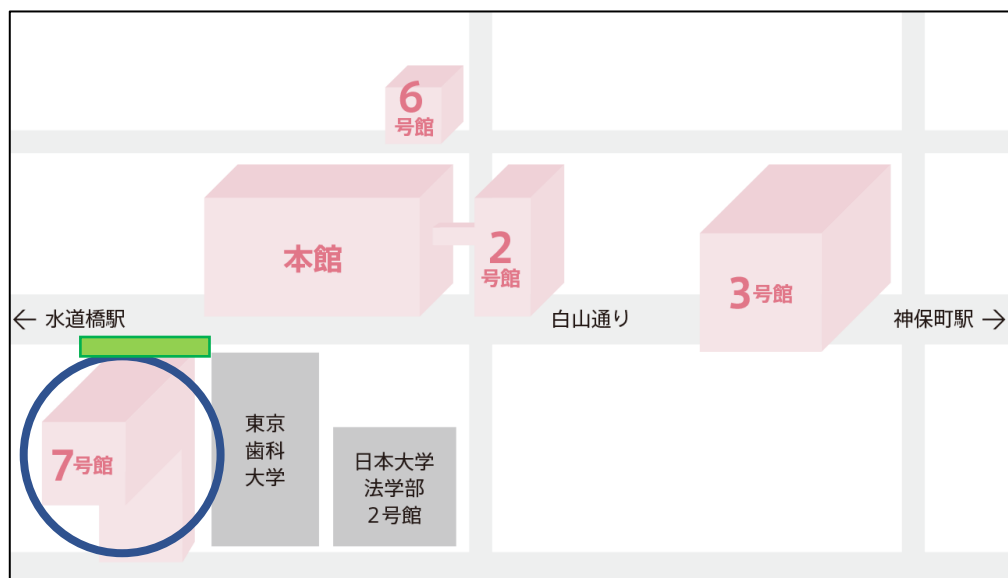 6
号館
本館
2
号館
3号館
← 水道橋駅
白山通り
神保町駅 →
7号館
東京
歯科
大学
日本大学
法学部
2号館